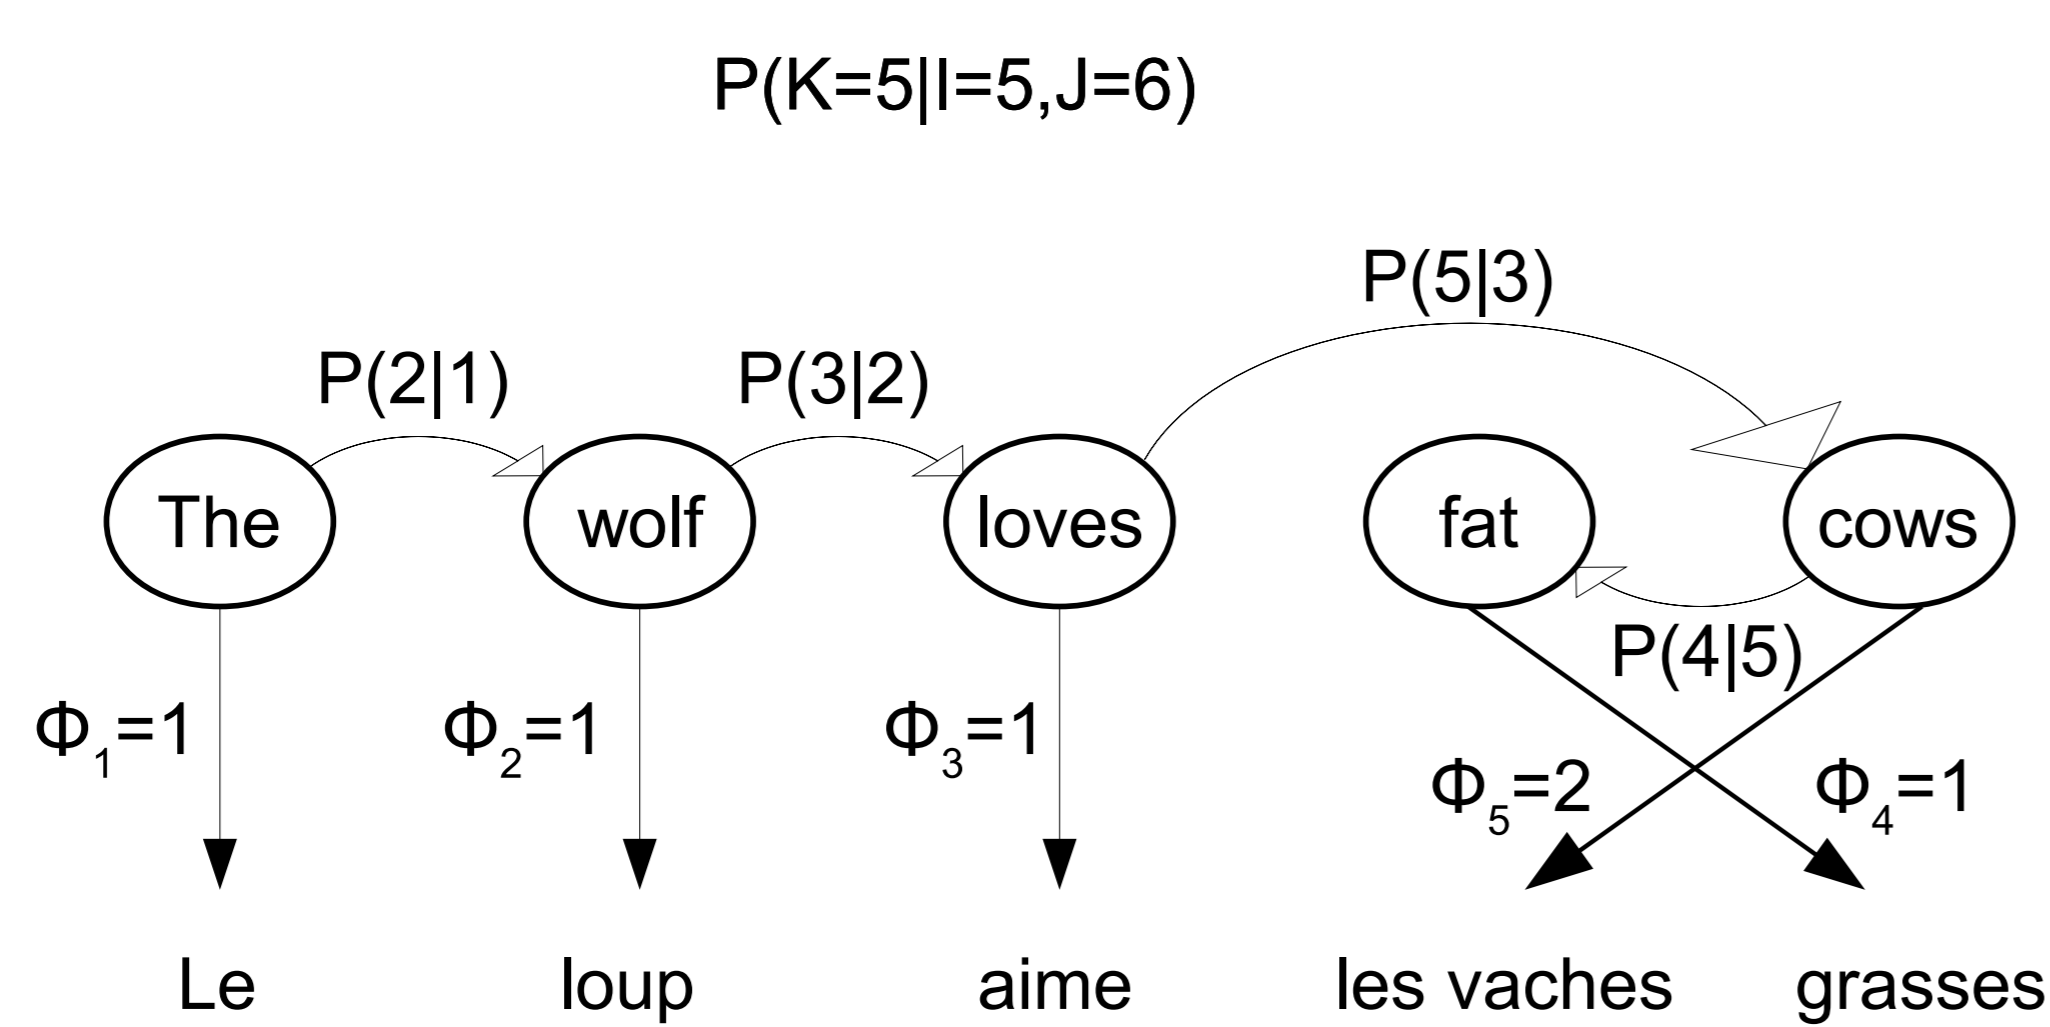 P(K=5|I=5,J=6)
P(5|3)
P(2|1) P(3|2)
The wolf loves fat cows
P(4|5)
Φ1=1 Φ2=1 Φ3=1
Φ5=2 Φ4=1
Le loup aime les vaches grasses